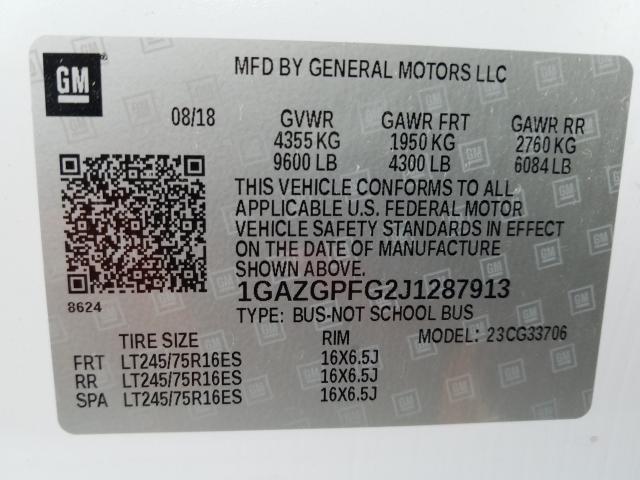 GM
MFD BY GENERAL MOTORS LLC
08/18 GVWR GAWR FRT GAWR RR
4355 KG 1950 KG 2760 KG
9600 LB 4300 LB 6084 LB
THIS VEHICLE CONFORMS TO ALL
APPLICABLE U.S. FEDERAL MOTOR
VEHICLE SAFETY STANDARDS IN EFFECT
ON THE DATE OF MANUFACTURE
SHOWN ABOVE.
8624
1GAZGPFG2J1287913
TYPE: BUS-NOT SCHOOL BUS
TIRE SIZE RIM MODEL: 23CG33706
FRT LT245/75R16ES 16X6.5J
RR LT245/75R16ES 16X6.5J
SPA LT245/75R16ES 16X6.5J